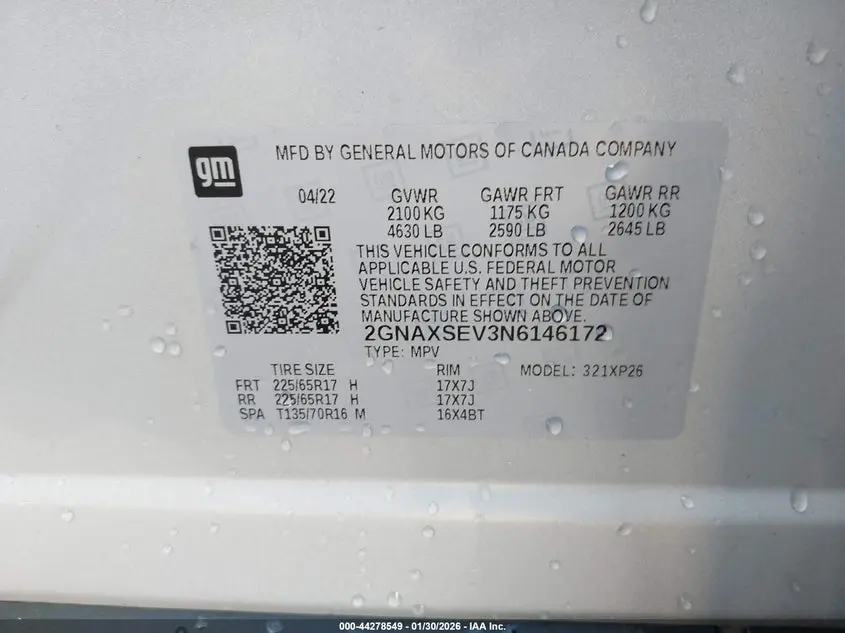 gm
MFD BY GENERAL MOTORS OF CANADA COMPANY
04/22 GVWR GAWR FRT GAWR RR
2100 KG 1175 KG 1200 KG
4630 LB 2590 LB 2645 LB
THIS VEHICLE CONFORMS TO ALL
APPLICABLE U.S. FEDERAL MOTOR
VEHICLE SAFETY AND THEFT PREVENTION
STANDARDS IN EFFECT ON THE DATE OF
MANUFACTURE SHOWN ABOVE.
2GNAXSEV3N6146172
TYPE: MPV
TIRE SIZE RIM MODEL: 321XP26
FRT 225/65R17 H 17X7J
RR 225/65R17 H 17X7J
SPA T135/70R16 M 16X4BT
000-44278549 — 01/30/2026 — IAA Inc.